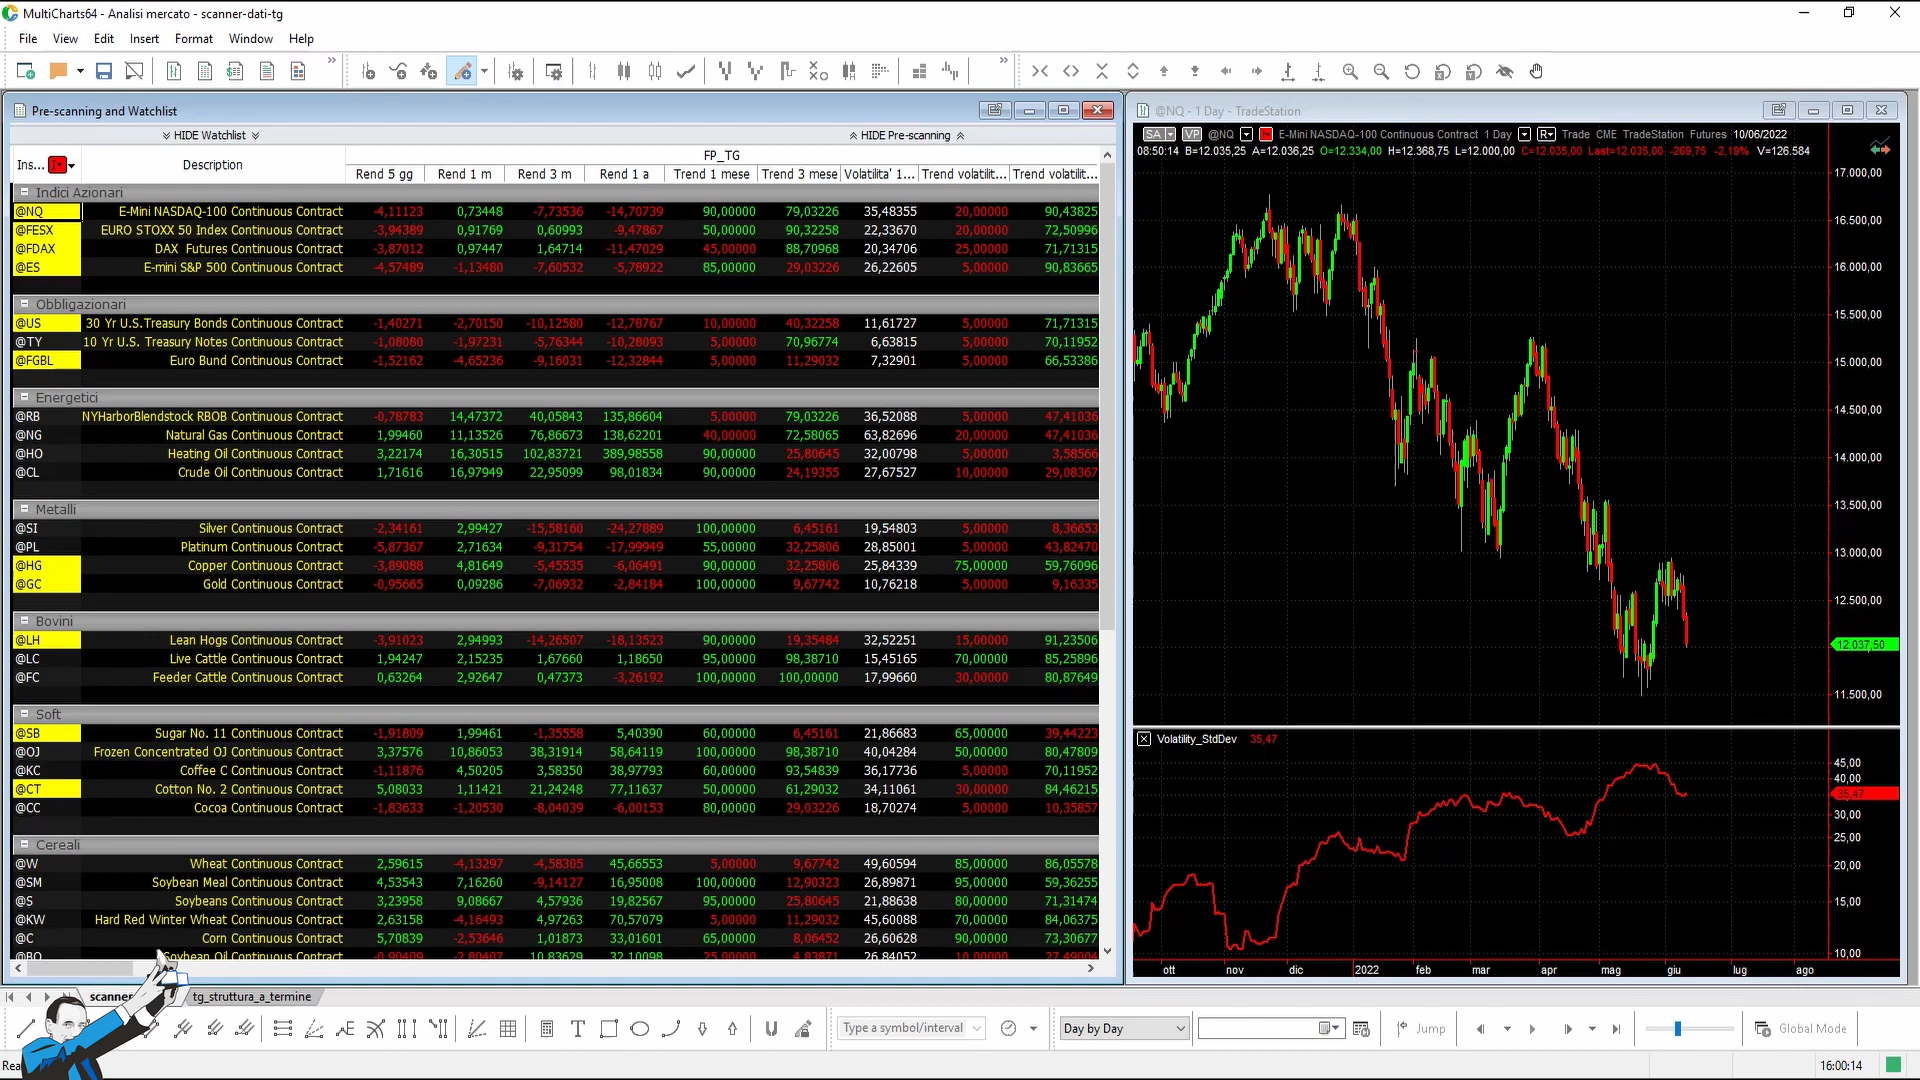 MultiCharts64 - Analisi mercato - scanner-dati-tg
File View Edit Insert Format Window Help
Pre-scanning and Watchlist
HIDE Watchlist HIDE Pre-scanning
FP_TG
Ins... Description Rend 5 gg Rend 1 m Rend 3 m Rend 1 a Trend 1 mese Trend 3 mese Volatilita' 1... Trend volatilit... Trend volatilit...
Indici Azionari
@NQ E-Mini NASDAQ-100 Continuous Contract -4,11123 0,73448 -7,73536 -14,70739 90,00000 79,03226 35,48355 20,00000 90,43825
@FESX EURO STOXX 50 Index Continuous Contract -3,94389 0,91769 0,60993 -9,47867 50,00000 90,32258 22,33670 5,00000 72,50996
@FDAX DAX Futures Continuous Contract -3,87012 0,97447 1,64714 -11,47029 45,00000 88,70968 20,34706 25,00000 71,71315
@ES E-mini S&P 500 Continuous Contract -4,57489 -1,13480 -7,60532 -5,78922 85,00000 29,03226 26,22605 5,00000 90,83665
Obbligazionari
@US 30 Yr U.S.Treasury Bonds Continuous Contract -1,40271 -2,70150 -10,12580 -12,78767 10,00000 40,32258 11,61727 5,00000 71,71315
@TY 10 Yr U.S. Treasury Notes Continuous Contract -1,08080 -1,97231 -5,76344 -10,28093 5,00000 70,96774 6,63815 5,00000 70,11952
@FGBL Euro Bund Continuous Contract -1,52162 -4,65236 -9,16031 -12,32844 5,00000 11,29032 7,32901 5,00000 66,53386
Energetici
@RB NYHarborBlendstock RBOB Continuous Contract -0,78783 14,47372 40,05843 135,86604 5,00000 79,03226 36,52088 5,00000 47,41036
@NG Natural Gas Continuous Contract 1,99460 11,13526 76,86673 138,62201 40,00000 72,58065 63,82696 20,00000 47,41036
@HO Heating Oil Continuous Contract 3,22174 16,30515 102,83721 389,98558 90,00000 25,80645 32,00798 5,00000 3,58566
@CL Crude Oil Continuous Contract 1,71616 16,97949 22,95099 98,01834 90,00000 24,19355 27,67527 10,00000 29,08367
Metalli
@SI Silver Continuous Contract -2,34161 2,99427 -15,58160 -24,27889 100,00000 6,45161 19,54803 5,00000 8,36653
@PL Platinum Continuous Contract -5,87367 2,71634 -9,31754 -17,99949 55,00000 32,25806 28,85001 5,00000 43,82470
@HG Copper Continuous Contract -3,89088 4,81649 -5,45535 -6,06491 90,00000 32,25806 25,84339 75,00000 59,76096
@GC Gold Continuous Contract -0,95665 0,09286 -7,06932 -2,84184 100,00000 9,67742 10,76218 5,00000 9,16335
Bovini
@LH Lean Hogs Continuous Contract -3,91023 2,94993 -14,26507 -18,13523 90,00000 19,35484 32,52251 15,00000 91,23506
@LC Live Cattle Continuous Contract 1,94247 2,15235 1,67660 1,18650 95,00000 98,38710 15,45165 70,00000 85,25896
@FC Feeder Cattle Continuous Contract 0,63264 2,92647 0,47373 -3,26192 100,00000 100,00000 17,99660 30,00000 80,87649
Soft
@SB Sugar No. 11 Continuous Contract -1,91809 1,99461 -1,35558 5,40390 60,00000 6,45161 21,86683 65,00000 39,44223
@OJ Frozen Concentrated OJ Continuous Contract 3,37576 10,86053 38,31914 58,64119 100,00000 98,38710 40,04284 50,00000 80,47809
@KC Coffee C Continuous Contract -1,11876 4,50205 3,58350 38,97793 60,00000 93,54839 36,17736 5,00000 70,11952
@CT Cotton No. 2 Continuous Contract 5,08033 1,11421 21,24248 77,11637 50,00000 61,29032 34,11061 30,00000 84,46215
@CC Cocoa Continuous Contract -1,83633 -1,20530 -8,04039 -6,00153 80,00000 29,03226 18,70274 5,00000 10,35857
Cereali
@W Wheat Continuous Contract 2,59615 -4,13297 -4,58305 45,66553 5,00000 9,67742 49,60594 85,00000 86,05578
@SM Soybean Meal Continuous Contract 4,53543 7,16260 -9,14127 16,95008 100,00000 12,90323 26,89871 95,00000 59,36255
@S Soybeans Continuous Contract 3,23958 9,08667 4,57936 19,82567 95,00000 25,80645 21,88638 80,00000 71,31474
@KW Hard Red Winter Wheat Continuous Contract 2,63158 -4,16493 4,97263 70,57079 5,00000 11,29032 45,60088 70,00000 84,06375
@C Corn Continuous Contract 5,70839 -2,53646 1,01873 33,01601 65,00000 8,06452 26,60628 90,00000 73,30677
@BO Soybean Oil Continuous Contract -0,90409 -2,80407 10,83629 32,10098 25,00000 4,83871 26,84052 10,00000 27,49004
scanner tg_struttura_a_termine
@NQ - 1 Day - TradeStation
SA VP @NQ E-Mini NASDAQ-100 Continuous Contract 1 Day R Trade CME TradeStation Futures 10/06/2022
08:50:14 B=12.035,25 A=12.036,25 O=12.334,00 H=12.368,75 L=12.000,00 C=12.035,00 Last=12.035,00 -269,75 -2,19% V=126.584
17.000,00
16.500,00
16.000,00
15.500,00
15.000,00
14.500,00
14.000,00
13.500,00
13.000,00
12.500,00
12.037,50
11.500,00
Volatility_StdDev 35,47
45,00
40,00
35,47
30,00
25,00
20,00
15,00
10,00
ott nov dic 2022 feb mar apr mag giu lug ago
Type a symbol/interval Day by Day Jump Global Mode
Rea 16:00:14